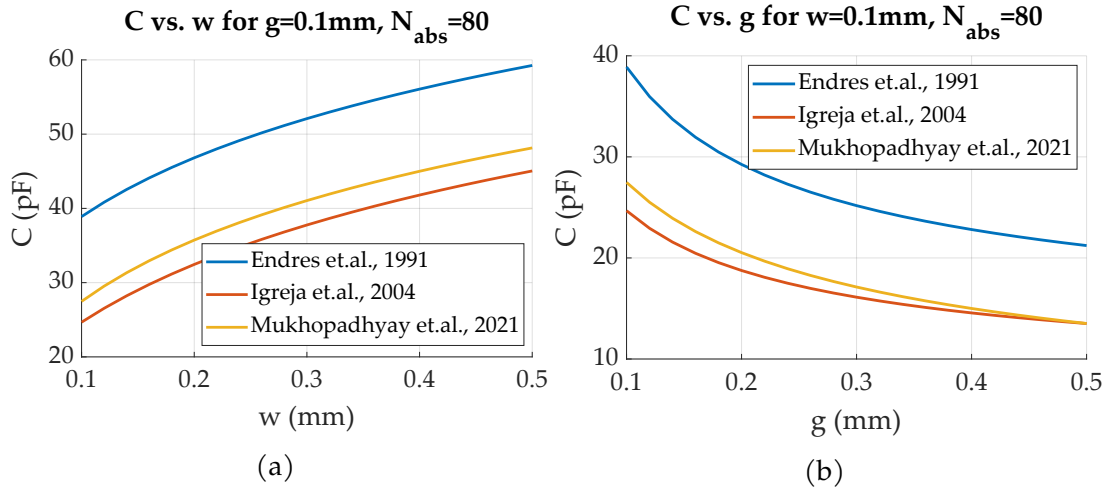 C vs. w for g=0.1mm, N_abs=80
60
50
40
30
20
C (pF)
0.1 0.2 0.3 0.4 0.5
w (mm)
Endres et.al., 1991
Igreja et.al., 2004
Mukhopadhyay et.al., 2021
(a)
C vs. g for w=0.1mm, N_abs=80
40
30
20
10
C (pF)
0.1 0.2 0.3 0.4 0.5
g (mm)
Endres et.al., 1991
Igreja et.al., 2004
Mukhopadhyay et.al., 2021
(b)